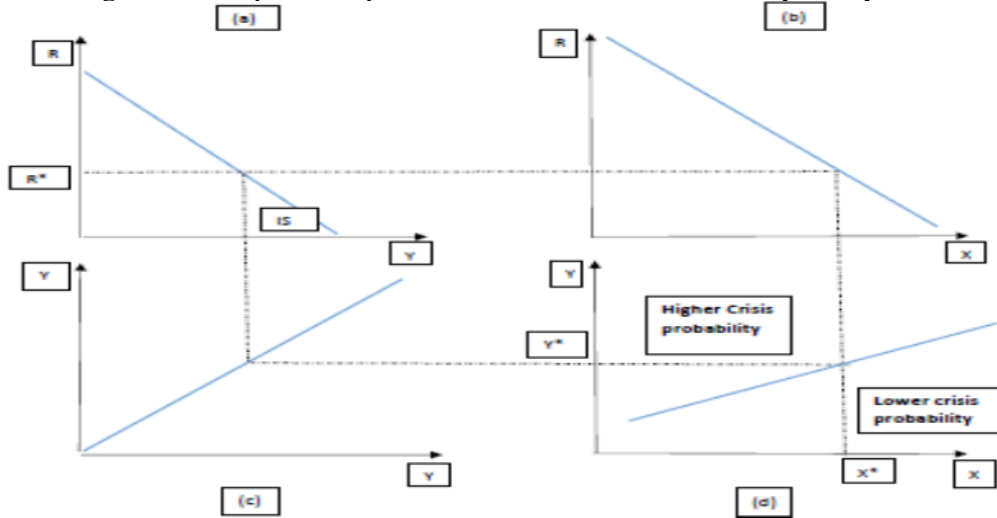 (a)
(b)
R
R
R*
IS
Y
X
Y
Y
Higher Crisis
probability
Y*
Lower crisis
probability
Y
X*
X
(c)
(d)